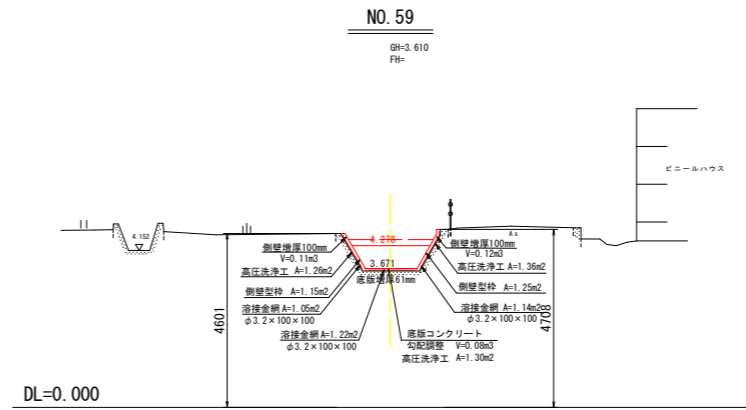 NO. 59
GH=3.610
FH=
ビニールハウス
4.152
As
4.278
側壁増厚100mm
V=0.11m3
高圧洗浄工 A=1.26m2
側壁型枠 A=1.15m2
溶接金網 A=1.05m2
φ3.2×100×100
3.671
底版増厚61mm
側壁増厚100mm
V=0.12m3
高圧洗浄工 A=1.36m2
側壁型枠 A=1.25m2
溶接金網 A=1.14m2
φ3.2×100×100
溶接金網 A=1.22m2
φ3.2×100×100
底版コンクリート
勾配調整 V=0.08m3
高圧洗浄工 A=1.30m2
4601
4708
DL=0.000